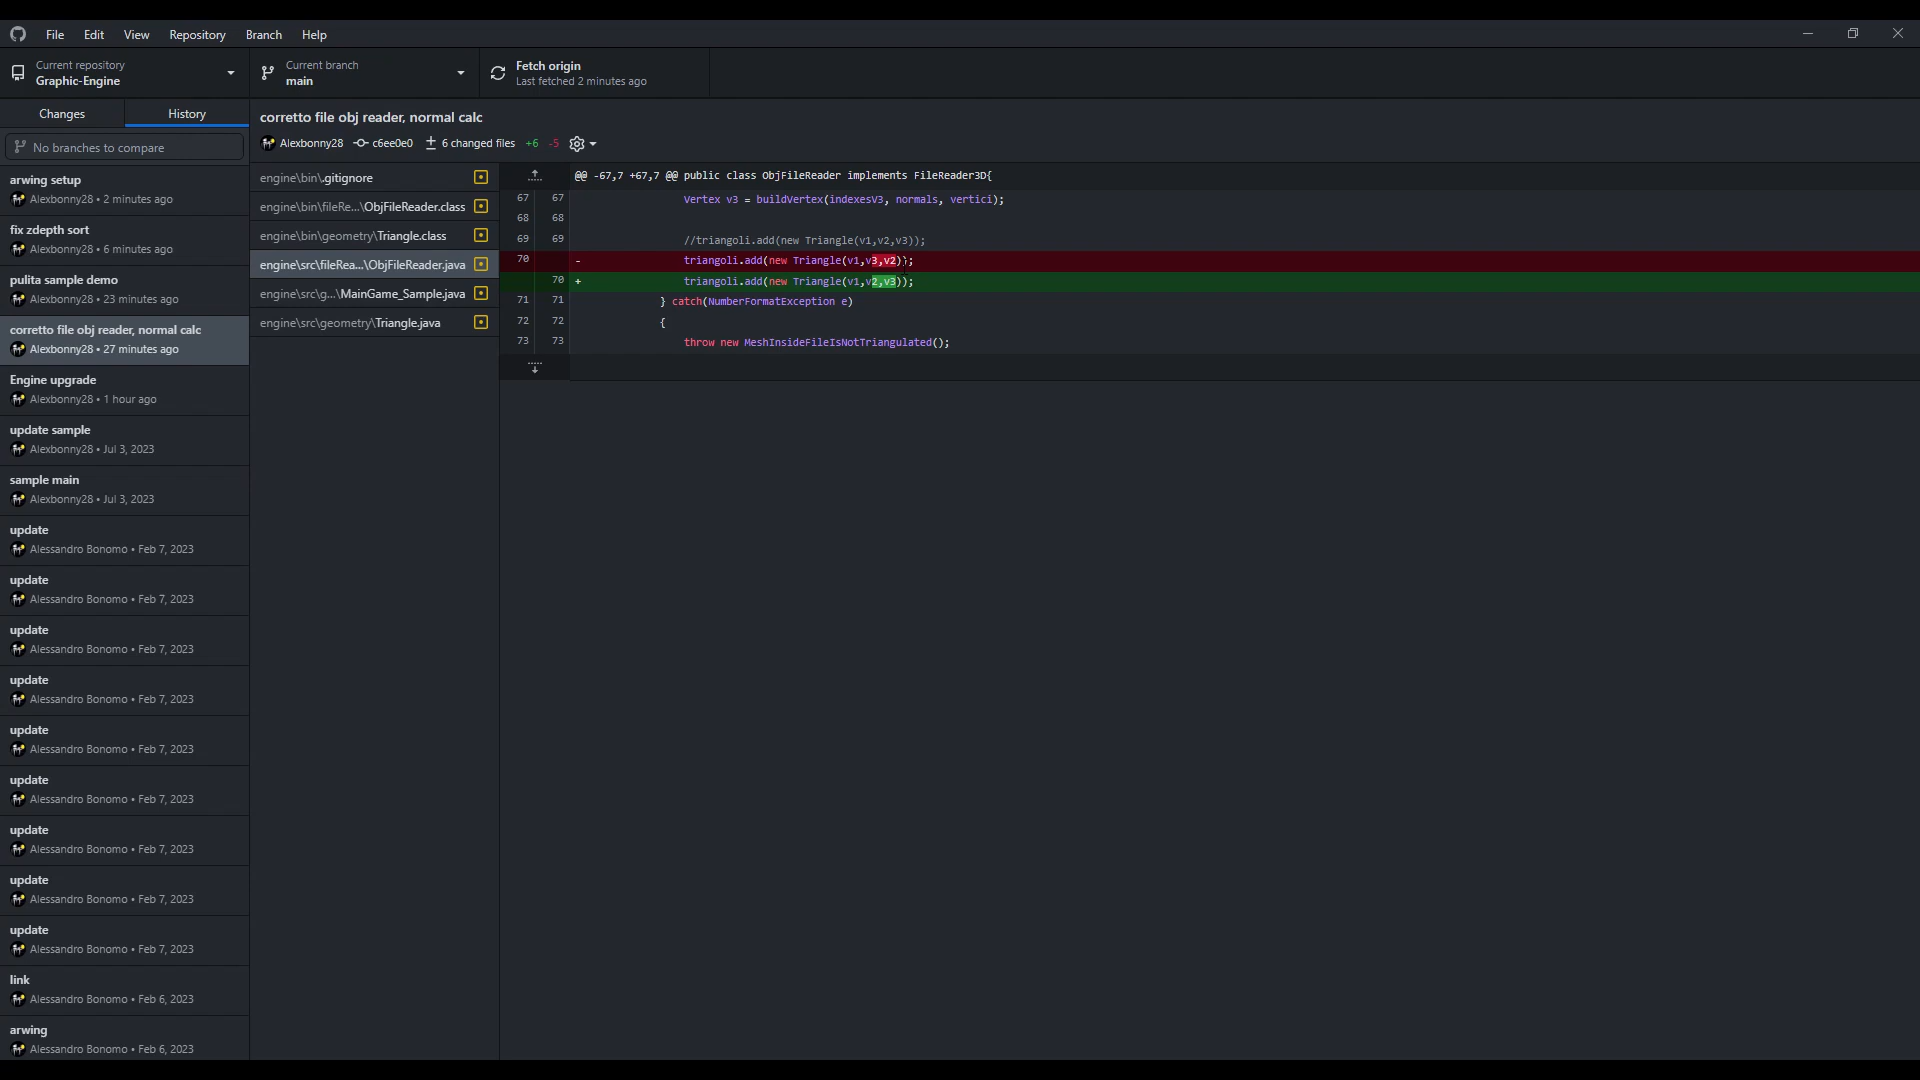 File Edit View Repository Branch Help
Current repository
Graphic-Engine
Current branch
main
Fetch origin
Last fetched 2 minutes ago
Changes
History
No branches to compare
arwing setup
Alexbonny28 • 2 minutes ago
fix zdepth sort
Alexbonny28 • 6 minutes ago
pulita sample demo
Alexbonny28 • 23 minutes ago
corretto file obj reader, normal calc
Alexbonny28 • 27 minutes ago
Engine upgrade
Alexbonny28 • 1 hour ago
update sample
Alexbonny28 • Jul 3, 2023
sample main
Alexbonny28 • Jul 3, 2023
update
Alessandro Bonomo • Feb 7, 2023
update
Alessandro Bonomo • Feb 7, 2023
update
Alessandro Bonomo • Feb 7, 2023
update
Alessandro Bonomo • Feb 7, 2023
update
Alessandro Bonomo • Feb 7, 2023
update
Alessandro Bonomo • Feb 7, 2023
update
Alessandro Bonomo • Feb 7, 2023
update
Alessandro Bonomo • Feb 7, 2023
update
Alessandro Bonomo • Feb 7, 2023
link
Alessandro Bonomo • Feb 6, 2023
arwing
Alessandro Bonomo • Feb 6, 2023
corretto file obj reader, normal calc
Alexbonny28 c6ee0e0 6 changed files +6 -5
engine\bin\.gitignore
engine\bin\fileRe...\ObjFileReader.class
engine\bin\geometry\Triangle.class
engine\src\fileRea...\ObjFileReader.java
engine\src\g...\MainGame_Sample.java
engine\src\geometry\Triangle.java
@@ -67,7 +67,7 @@ public class ObjFileReader implements FileReader3D{
67 67 Vertex v3 = buildVertex(indexesV3, normals, vertici);
68 68
69 69 //triangoli.add(new Triangle(v1,v2,v3));
70 - triangoli.add(new Triangle(v1,v3,v2));
70 + triangoli.add(new Triangle(v1,v2,v3));
71 71 } catch(NumberFormatException e)
72 72 {
73 73 throw new MeshInsideFileIsNotTriangulated();